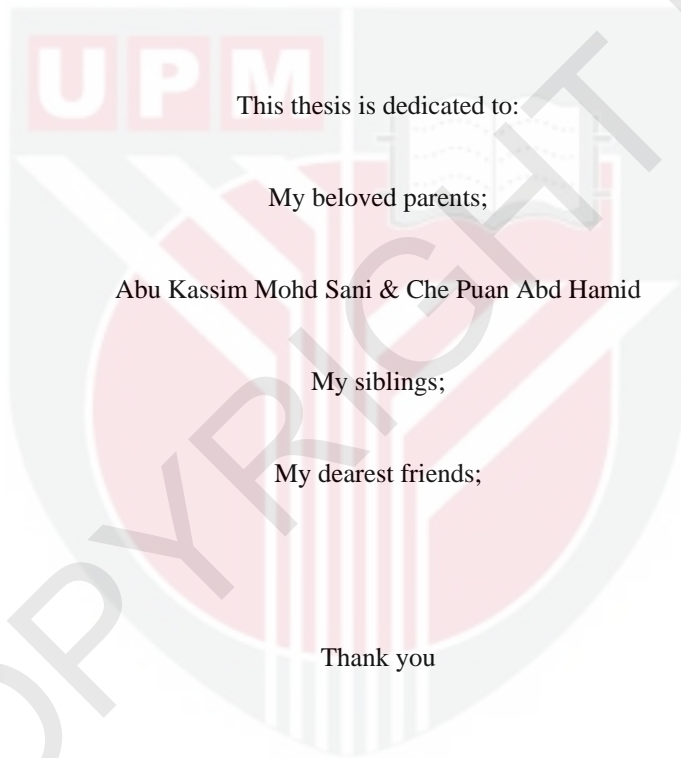 UPM
This thesis is dedicated to:
My beloved parents;
Abu Kassim Mohd Sani & Che Puan Abd Hamid
My siblings;
My dearest friends;
Thank you
OPYRIGHT